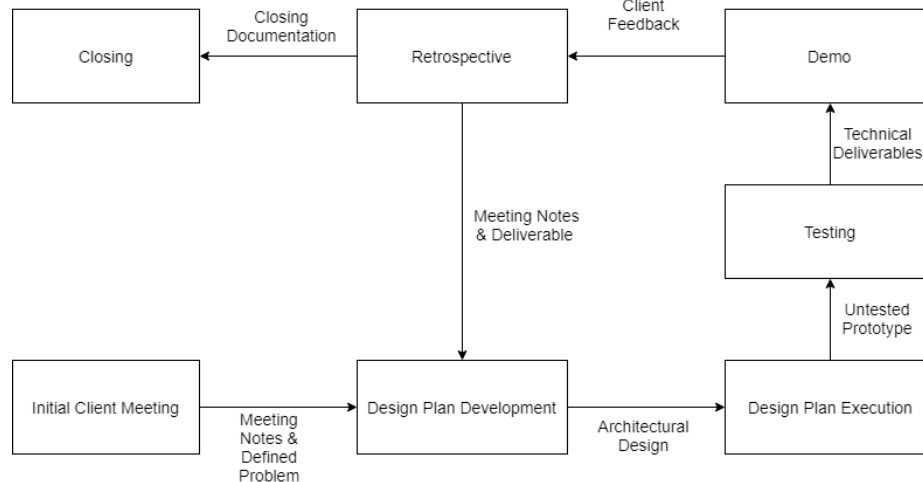 Closing
Closing
Documentation
Retrospective
Client
Feedback
Demo
Technical
Deliverables
Meeting Notes
& Deliverable
Testing
Untested
Prototype
Initial Client Meeting
Meeting
Notes &
Defined
Problem
Design Plan Development
Architectural
Design
Design Plan Execution